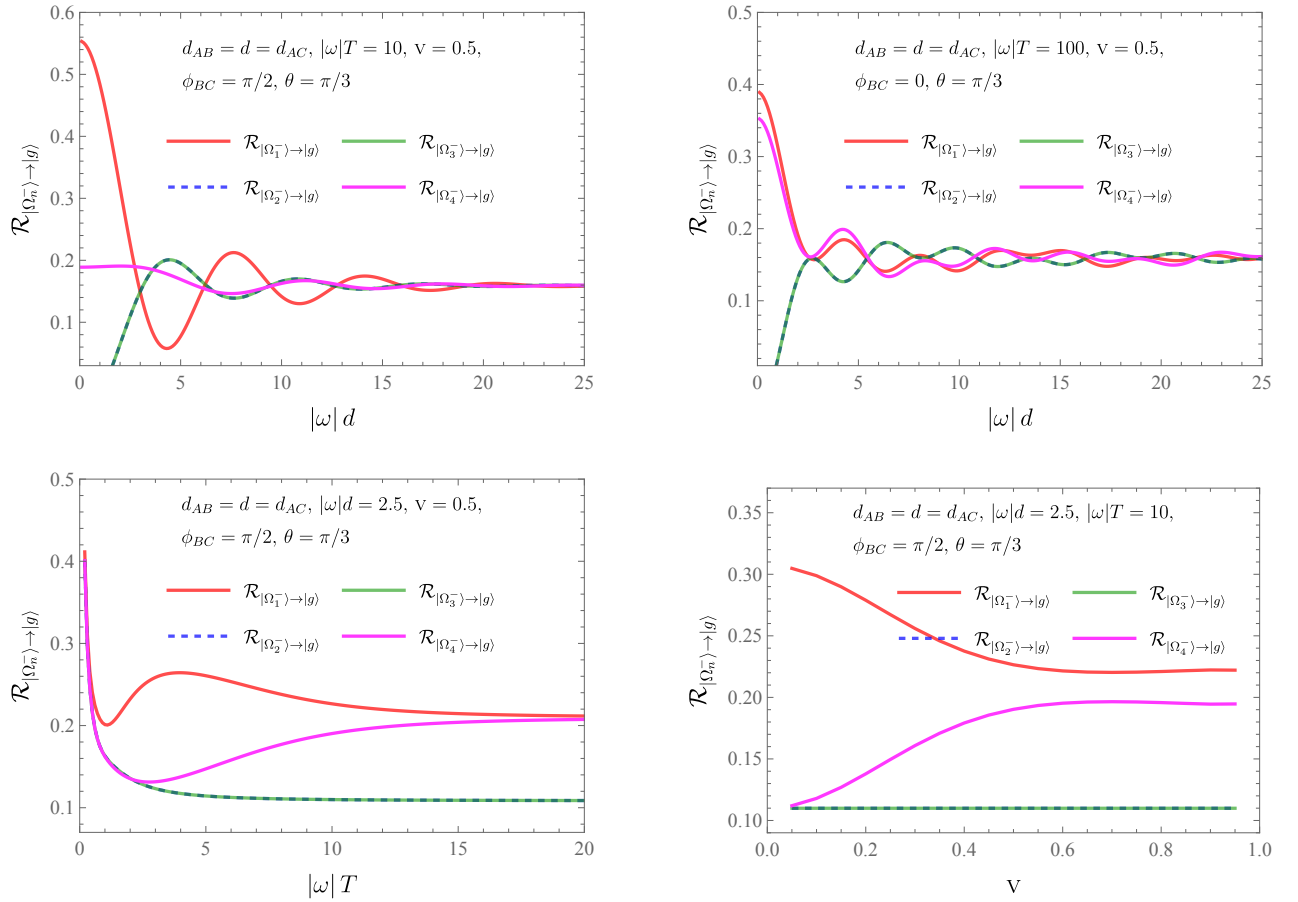 0.6
0.5
0.4
0.3
0.2
0.1
0 5 10 15 20 25
d_{AB} = d = d_{AC}, |ω|T = 10, v = 0.5,
ϕ_{BC} = π/2, θ = π/3
ℛ_{|Ω_1^−⟩→|g⟩} ℛ_{|Ω_3^−⟩→|g⟩}
ℛ_{|Ω_2^−⟩→|g⟩} ℛ_{|Ω_4^−⟩→|g⟩}
ℛ_{|Ω_n^−⟩→|g⟩}
|ω| d
0.5
0.4
0.3
0.2
0.1
0 5 10 15 20 25
d_{AB} = d = d_{AC}, |ω|T = 100, v = 0.5,
ϕ_{BC} = 0, θ = π/3
ℛ_{|Ω_1^−⟩→|g⟩} ℛ_{|Ω_3^−⟩→|g⟩}
ℛ_{|Ω_2^−⟩→|g⟩} ℛ_{|Ω_4^−⟩→|g⟩}
ℛ_{|Ω_n^−⟩→|g⟩}
|ω| d
0.5
0.4
0.3
0.2
0.1
0 5 10 15 20
d_{AB} = d = d_{AC}, |ω|d = 2.5, v = 0.5,
ϕ_{BC} = π/2, θ = π/3
ℛ_{|Ω_1^−⟩→|g⟩} ℛ_{|Ω_3^−⟩→|g⟩}
ℛ_{|Ω_2^−⟩→|g⟩} ℛ_{|Ω_4^−⟩→|g⟩}
ℛ_{|Ω_n^−⟩→|g⟩}
|ω| T
0.35
0.30
0.25
0.20
0.15
0.10
0.0 0.2 0.4 0.6 0.8 1.0
d_{AB} = d = d_{AC}, |ω|d = 2.5, |ω|T = 10,
ϕ_{BC} = π/2, θ = π/3
ℛ_{|Ω_1^−⟩→|g⟩} ℛ_{|Ω_3^−⟩→|g⟩}
ℛ_{|Ω_2^−⟩→|g⟩} ℛ_{|Ω_4^−⟩→|g⟩}
ℛ_{|Ω_n^−⟩→|g⟩}
v